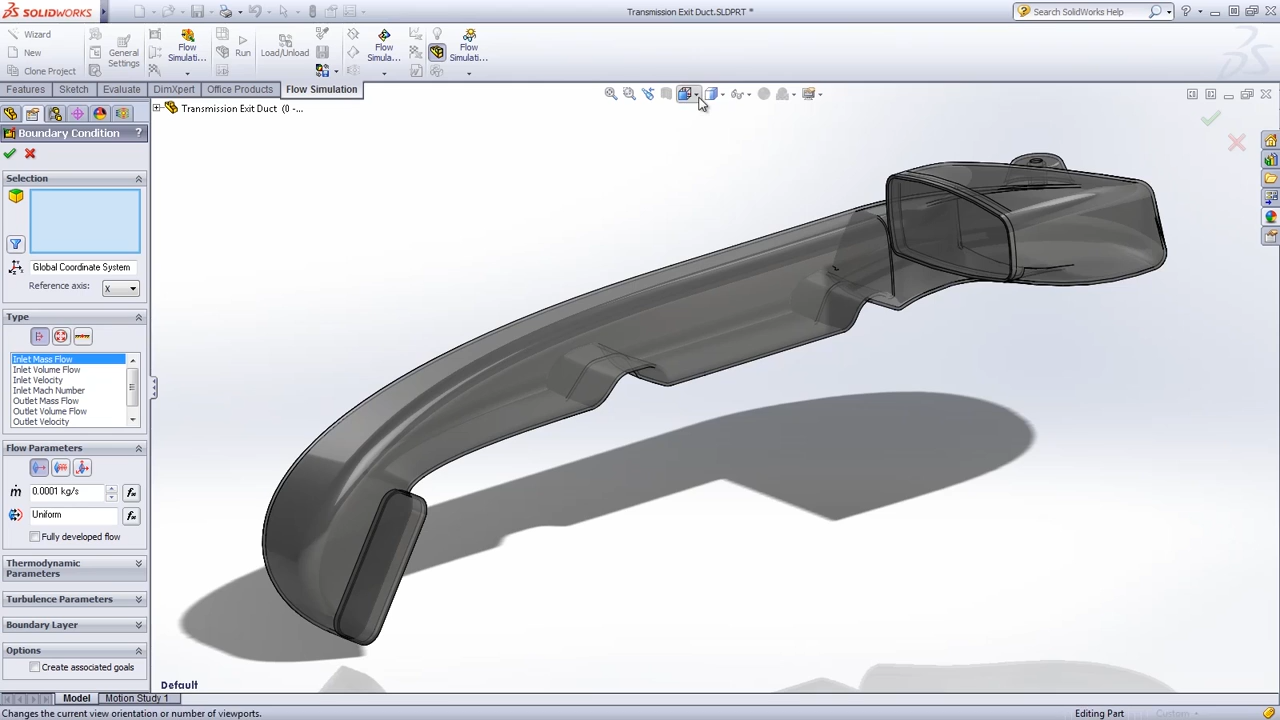 SOLIDWORKS
Transmission Exit Duct.SLDPRT *
Search SolidWorks Help
Wizard
New
Clone Project
General
Settings
Flow
Simulati...
Run
Load/Unload
Flow
Simula...
Flow
Simulati...
Features
Sketch
Evaluate
DimXpert
Office Products
Flow Simulation
Transmission Exit Duct (0 -...
Boundary Condition
?
Selection
Global Coordinate System
Reference axis:
X
Type
Inlet Mass Flow
Inlet Volume Flow
Inlet Velocity
Inlet Mach Number
Outlet Mass Flow
Outlet Volume Flow
Outlet Velocity
Flow Parameters
ṁ
0.0001 kg/s
fx
Uniform
fx
Fully developed flow
Thermodynamic
Parameters
Turbulence Parameters
Boundary Layer
Options
Create associated goals
Default
Model
Motion Study 1
Changes the current view orientation or number of viewports.
Editing Part
Custom